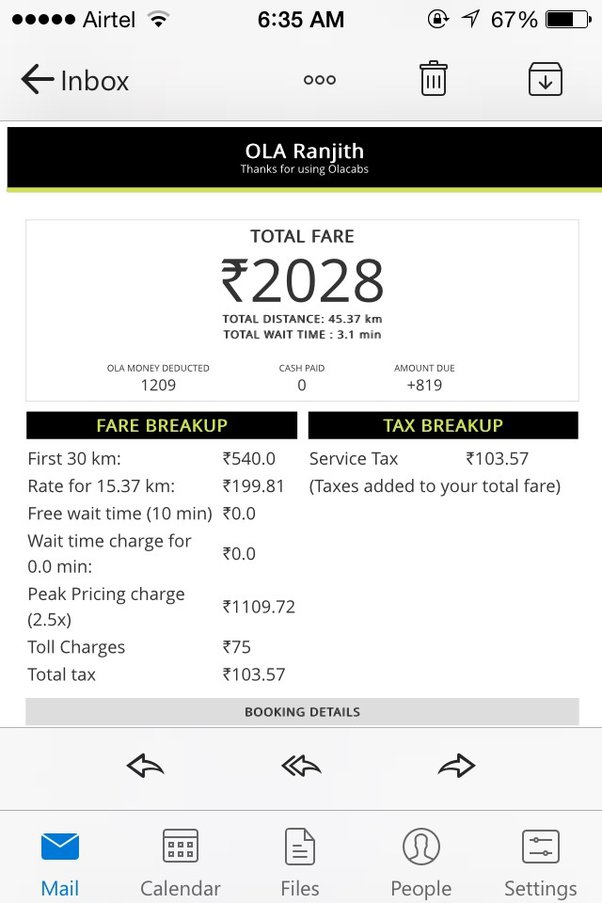 Airtel 6:35 AM 67%
Inbox
OLA Ranjith
Thanks for using Olacabs
TOTAL FARE
₹2028
TOTAL DISTANCE: 45.37 km
TOTAL WAIT TIME : 3.1 min
OLA MONEY DEDUCTED CASH PAID AMOUNT DUE
1209 0 +819
FARE BREAKUP TAX BREAKUP
First 30 km: ₹540.0 Service Tax ₹103.57
Rate for 15.37 km: ₹199.81 (Taxes added to your total fare)
Free wait time (10 min) ₹0.0
Wait time charge for
0.0 min: ₹0.0
Peak Pricing charge
(2.5x) ₹1109.72
Toll Charges ₹75
Total tax ₹103.57
BOOKING DETAILS
Mail Calendar Files People Settings